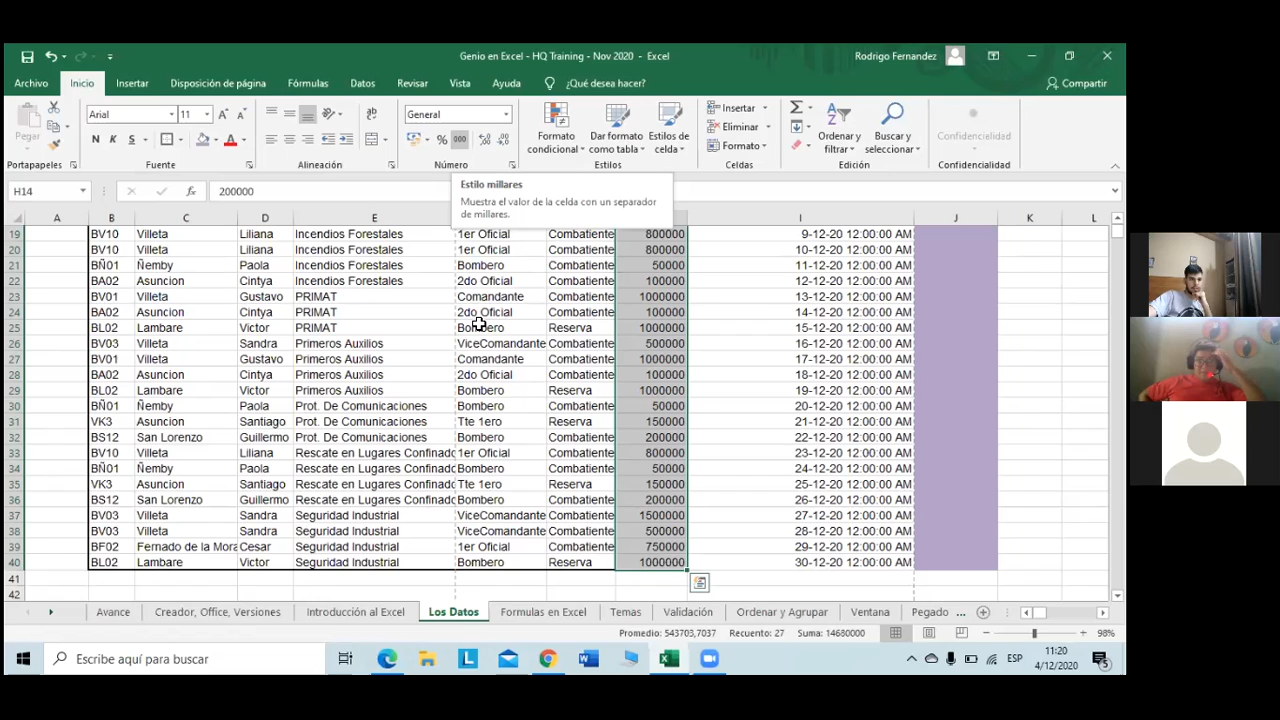 Genio en Excel - HQ Training - Nov 2020 - Excel
Rodrigo Fernandez
Archivo Inicio Insertar Disposición de página Fórmulas Datos Revisar Vista Ayuda ¿Qué desea hacer? Compartir
Pegar
Arial 11
N K S
General
% 000
Formato condicional
Dar formato como tabla
Estilos de celda
Insertar
Eliminar
Formato
Ordenar y filtrar
Buscar y seleccionar
Confidencialidad
Portapapeles Fuente Alineación Número Estilos Celdas Edición Confidencialidad
H14 fx 200000
Estilo millares
Muestra el valor de la celda con un separador
de millares.
A B C D E I J K L
19 BV10 Villeta Liliana Incendios Forestales 1er Oficial Combatiente 800000 9-12-20 12:00:00 AM
20 BV10 Villeta Liliana Incendios Forestales 1er Oficial Combatiente 800000 10-12-20 12:00:00 AM
21 BÑ01 Ñemby Paola Incendios Forestales Bombero Combatiente 50000 11-12-20 12:00:00 AM
22 BA02 Asuncion Cintya Incendios Forestales 2do Oficial Combatiente 100000 12-12-20 12:00:00 AM
23 BV01 Villeta Gustavo PRIMAT Comandante Combatiente 1000000 13-12-20 12:00:00 AM
24 BA02 Asuncion Cintya PRIMAT 2do Oficial Combatiente 100000 14-12-20 12:00:00 AM
25 BL02 Lambare Victor PRIMAT Bombero Reserva 1000000 15-12-20 12:00:00 AM
26 BV03 Villeta Sandra Primeros Auxilios ViceComandante Combatiente 500000 16-12-20 12:00:00 AM
27 BV01 Villeta Gustavo Primeros Auxilios Comandante Combatiente 1000000 17-12-20 12:00:00 AM
28 BA02 Asuncion Cintya Primeros Auxilios 2do Oficial Combatiente 100000 18-12-20 12:00:00 AM
29 BL02 Lambare Victor Primeros Auxilios Bombero Reserva 1000000 19-12-20 12:00:00 AM
30 BÑ01 Ñemby Paola Prot. De Comunicaciones Bombero Combatiente 50000 20-12-20 12:00:00 AM
31 VK3 Asuncion Santiago Prot. De Comunicaciones Tte 1ero Reserva 150000 21-12-20 12:00:00 AM
32 BS12 San Lorenzo Guillermo Prot. De Comunicaciones Bombero Combatiente 200000 22-12-20 12:00:00 AM
33 BV10 Villeta Liliana Rescate en Lugares Confinado 1er Oficial Combatiente 800000 23-12-20 12:00:00 AM
34 BÑ01 Ñemby Paola Rescate en Lugares Confinado Bombero Combatiente 50000 24-12-20 12:00:00 AM
35 VK3 Asuncion Santiago Rescate en Lugares Confinado Tte 1ero Reserva 150000 25-12-20 12:00:00 AM
36 BS12 San Lorenzo Guillermo Rescate en Lugares Confinado Bombero Combatiente 200000 26-12-20 12:00:00 AM
37 BV03 Villeta Sandra Seguridad Industrial ViceComandante Combatiente 1500000 27-12-20 12:00:00 AM
38 BV03 Villeta Sandra Seguridad Industrial ViceComandante Combatiente 500000 28-12-20 12:00:00 AM
39 BF02 Fernado de la Mora Cesar Seguridad Industrial 1er Oficial Combatiente 750000 29-12-20 12:00:00 AM
40 BL02 Lambare Victor Seguridad Industrial Bombero Reserva 1000000 30-12-20 12:00:00 AM
41
42
Avance Creador, Office, Versiones Introducción al Excel Los Datos Formulas en Excel Temas Validación Ordenar y Agrupar Ventana Pegado ...
Promedio: 543703,7037 Recuento: 27 Suma: 14680000 98%
Escribe aquí para buscar
ESP
11:20
4/12/2020
5